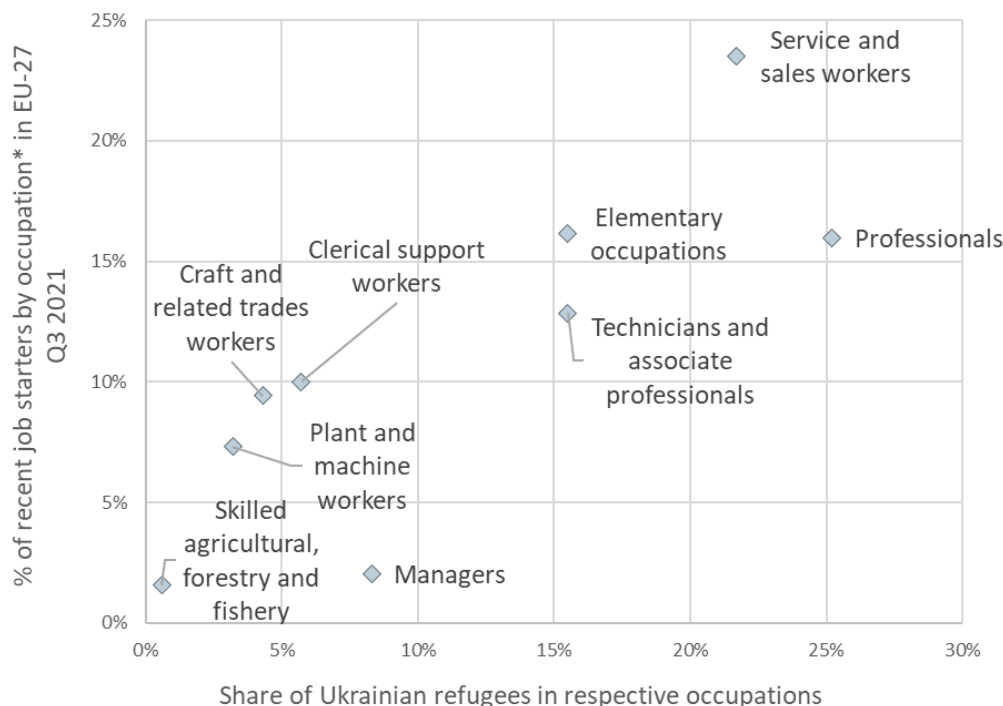 % of recent job starters by occupation* in EU-27
Q3 2021
25%
20%
15%
10%
5%
0%
Service and
sales workers
Elementary
occupations
Professionals
Clerical support
workers
Craft and
related trades
workers
Technicians and
associate
professionals
Plant and
machine
workers
Skilled
agricultural,
forestry and
fishery
Managers
0%
5%
10%
15%
20%
25%
30%
Share of Ukrainian refugees in respective occupations